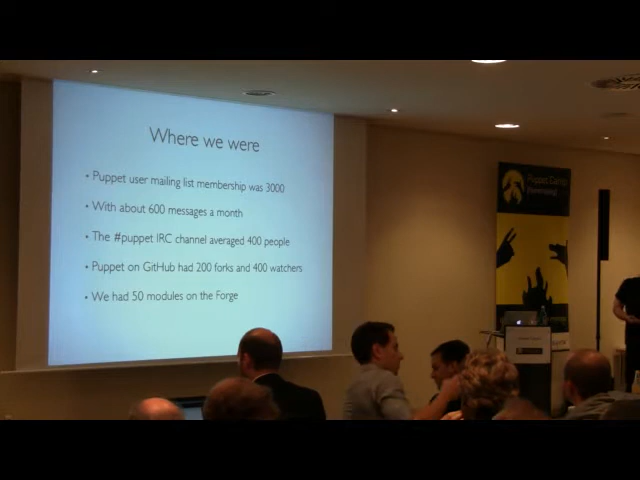 Where we were
• Puppet user mailing list membership was 3000
• With about 600 messages a month
• The #puppet IRC channel averaged 400 people
• Puppet on GitHub had 200 forks and 400 watchers
• We had 50 modules on the Forge
Puppet Camp